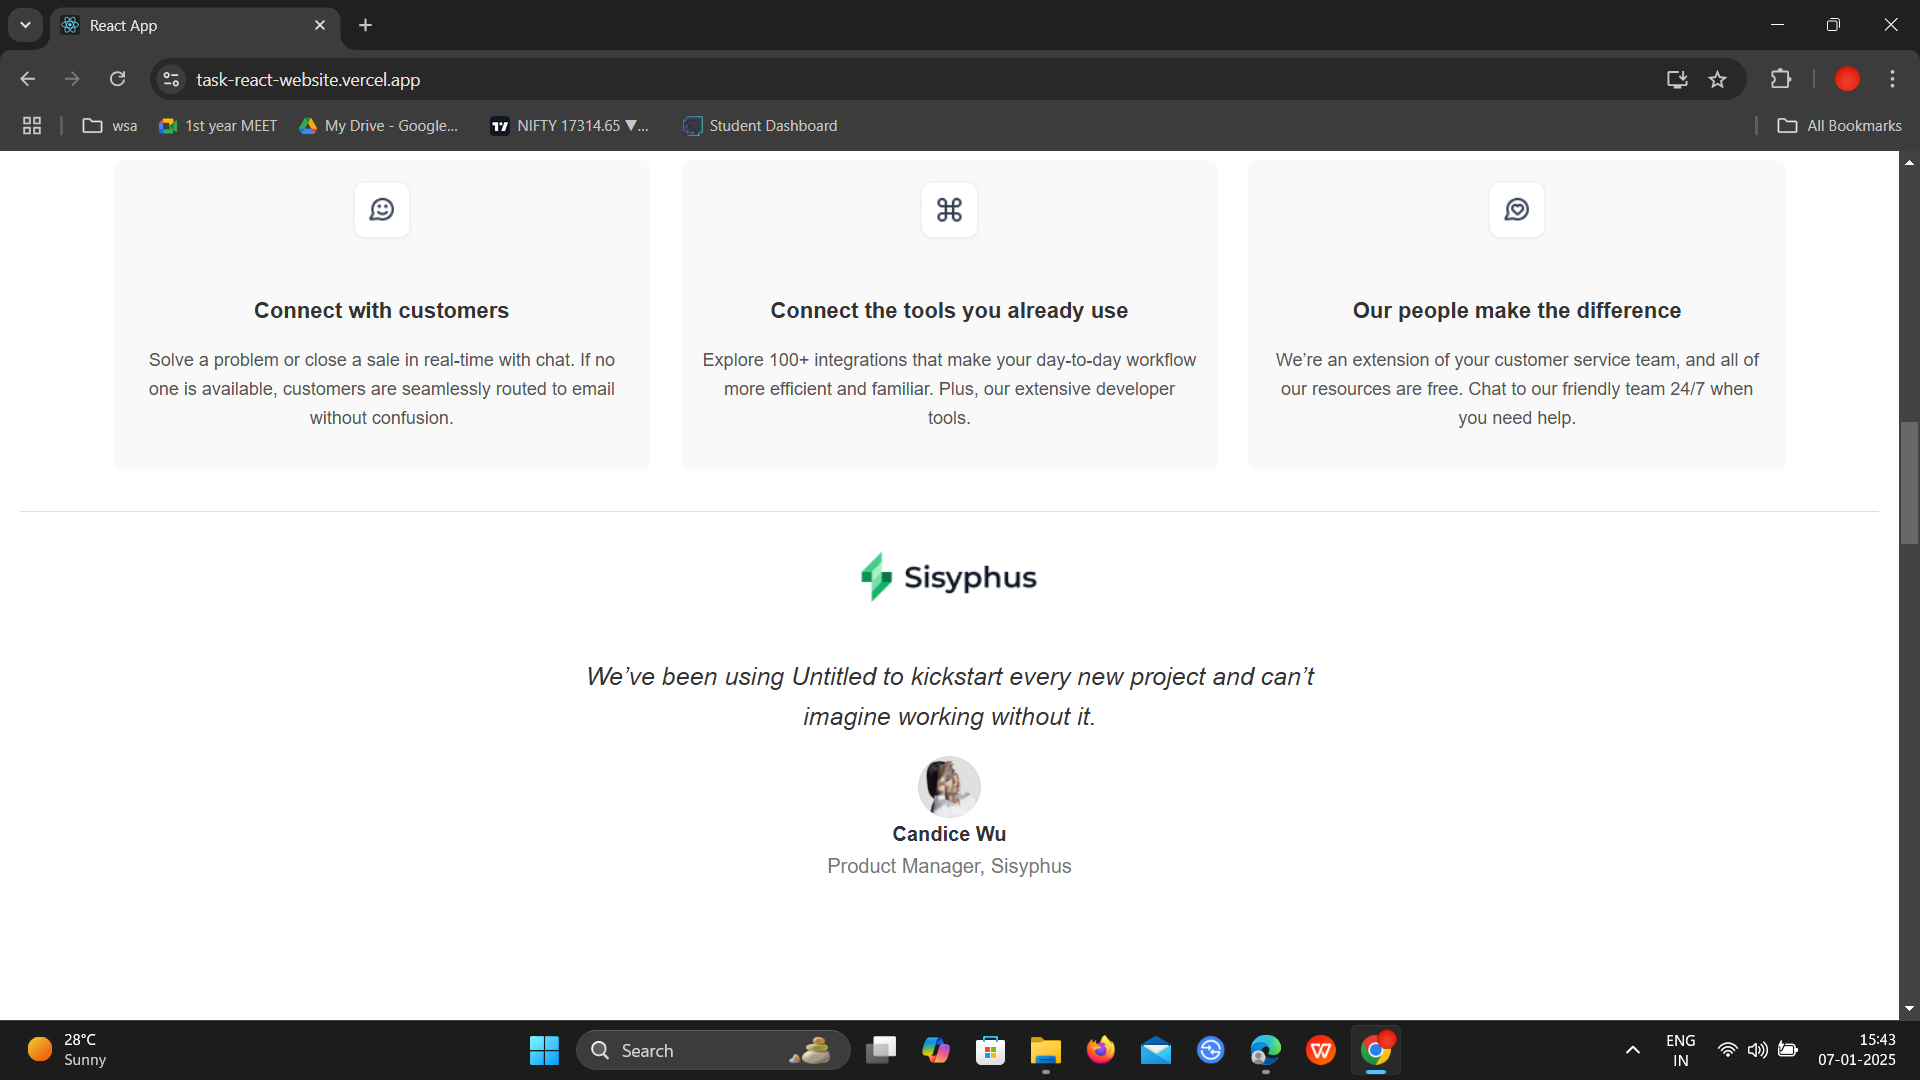 React App
task-react-website.vercel.app
wsa
1st year MEET
My Drive - Google...
NIFTY 17314.65 ▼...
Student Dashboard
All Bookmarks
Connect with customers
Solve a problem or close a sale in real-time with chat. If no
one is available, customers are seamlessly routed to email
without confusion.
Connect the tools you already use
Explore 100+ integrations that make your day-to-day workflow
more efficient and familiar. Plus, our extensive developer
tools.
Our people make the difference
We’re an extension of your customer service team, and all of
our resources are free. Chat to our friendly team 24/7 when
you need help.
Sisyphus
We’ve been using Untitled to kickstart every new project and can’t
imagine working without it.
Candice Wu
Product Manager, Sisyphus
28°C
Sunny
Search
ENG
IN
15:43
07-01-2025